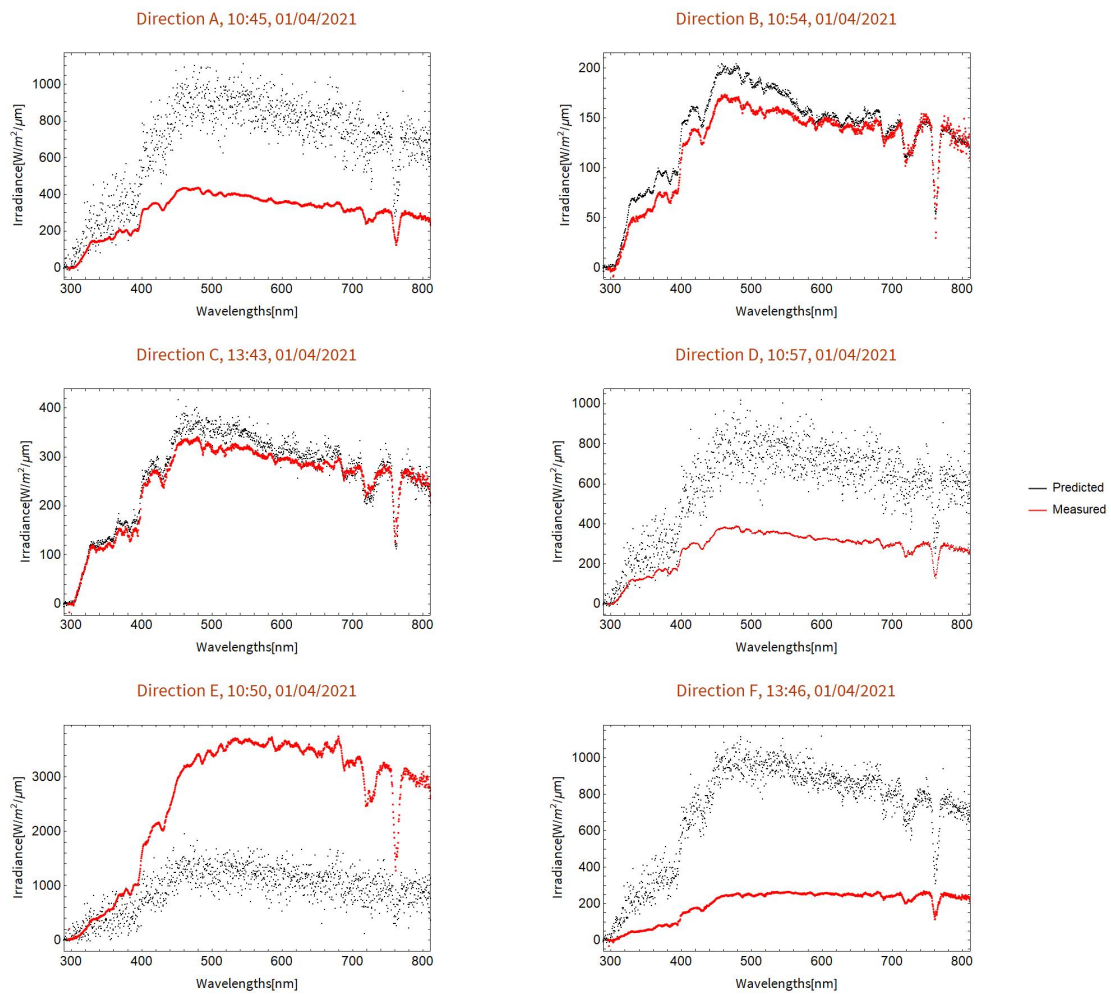 Direction A, 10:45, 01/04/2021
Irradiance[W/m²/μm]
1000
800
600
400
200
0
300 400 500 600 700 800
Wavelengths[nm]
Direction B, 10:54, 01/04/2021
Irradiance[W/m²/μm]
200
150
100
50
0
300 400 500 600 700 800
Wavelengths[nm]
Direction C, 13:43, 01/04/2021
Irradiance[W/m²/μm]
400
300
200
100
0
300 400 500 600 700 800
Wavelengths[nm]
Direction D, 10:57, 01/04/2021
Irradiance[W/m²/μm]
1000
800
600
400
200
0
300 400 500 600 700 800
Wavelengths[nm]
Predicted
Measured
Direction E, 10:50, 01/04/2021
Irradiance[W/m²/μm]
3000
2000
1000
0
300 400 500 600 700 800
Wavelengths[nm]
Direction F, 13:46, 01/04/2021
Irradiance[W/m²/μm]
1000
800
600
400
200
0
300 400 500 600 700 800
Wavelengths[nm]